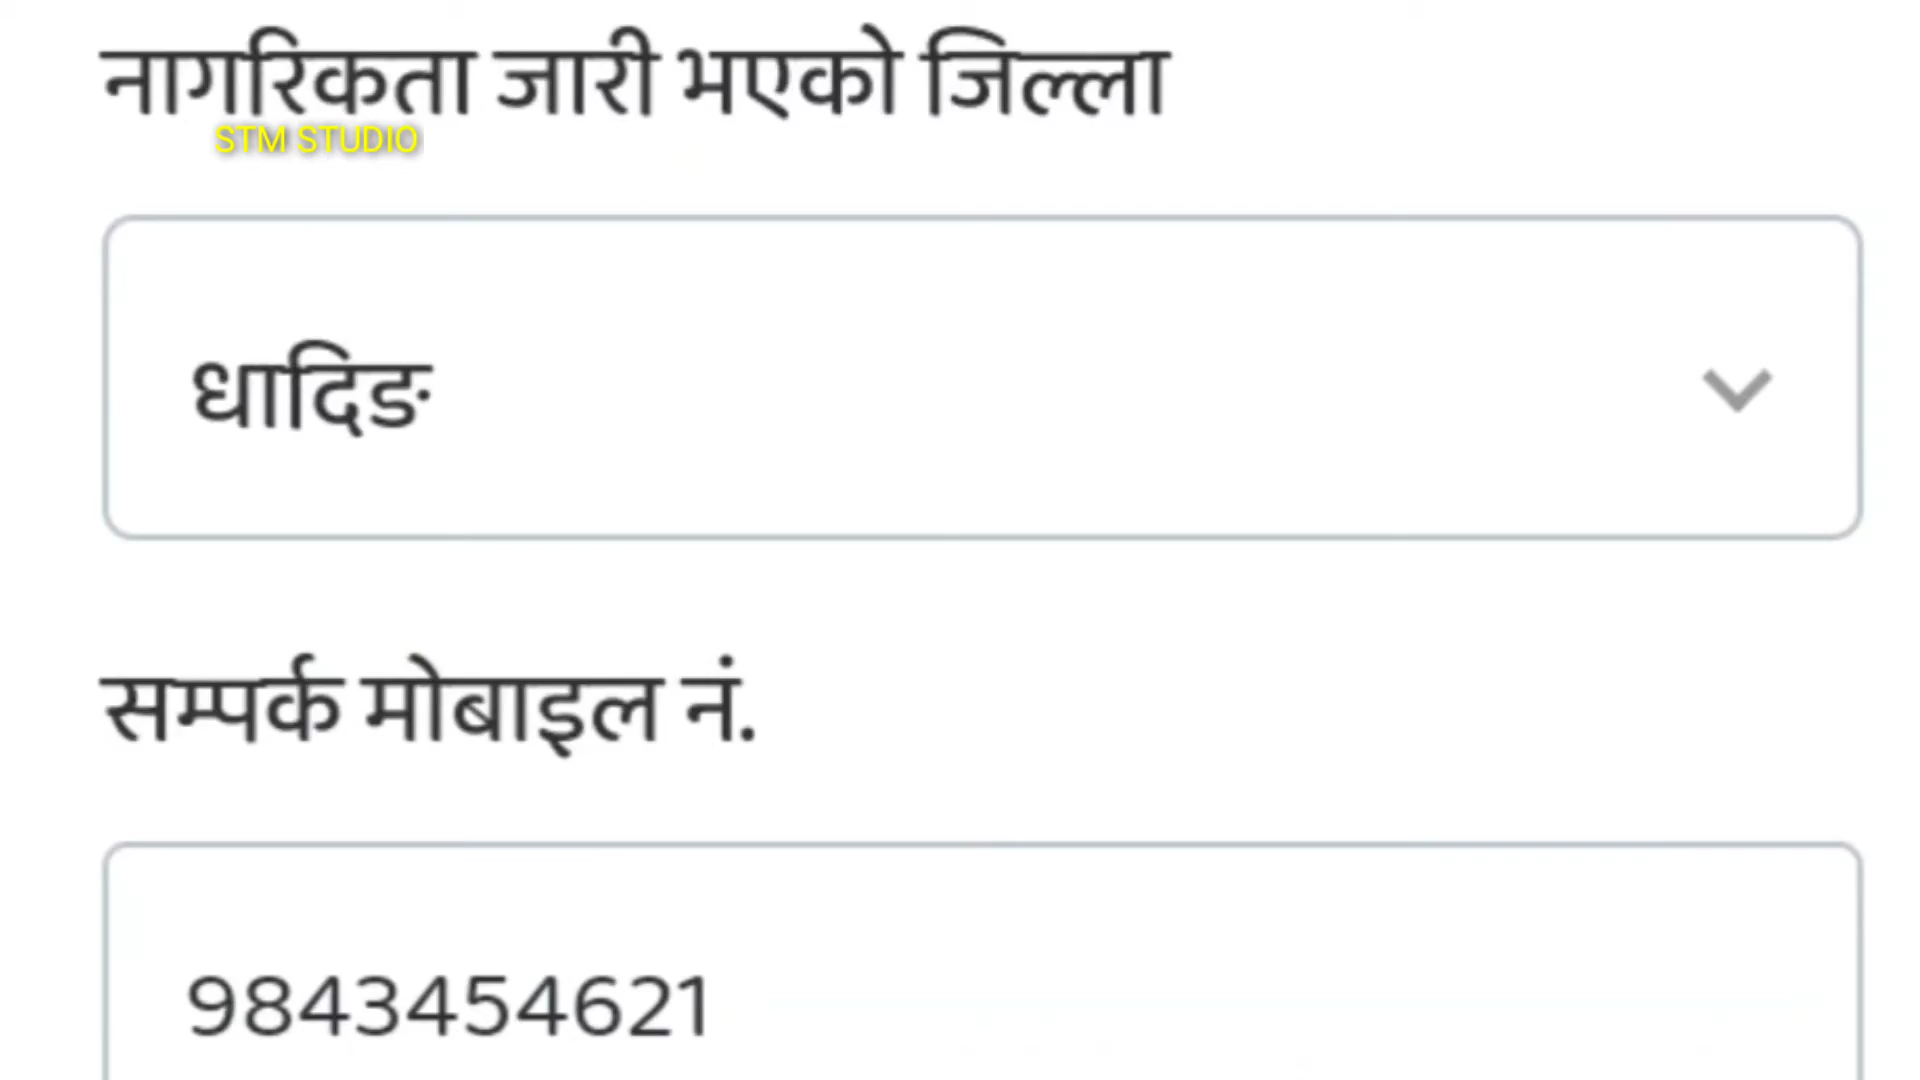 नागरिकता जारी भएको जिल्ला
STM STUDIO
धादिङ
सम्पर्क मोबाइल नं.
9843454621